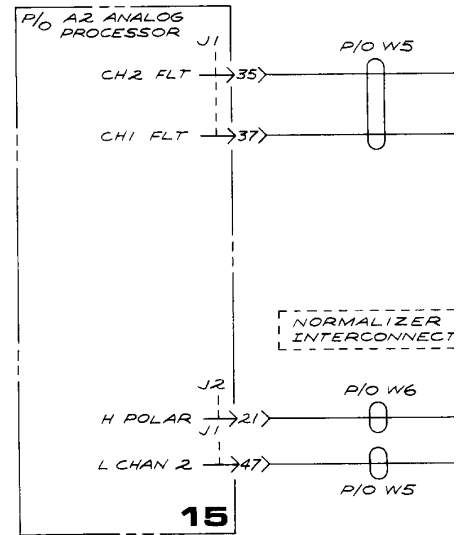 P/O A2 ANALOG
PROCESSOR
J1
P/O W5
CH2 FLT
35
CH1 FLT
37
NORMALIZER
INTERCONNECT
J2
P/O W6
H POLAR
21
J1
L CHAN 2
47
P/O W5
15